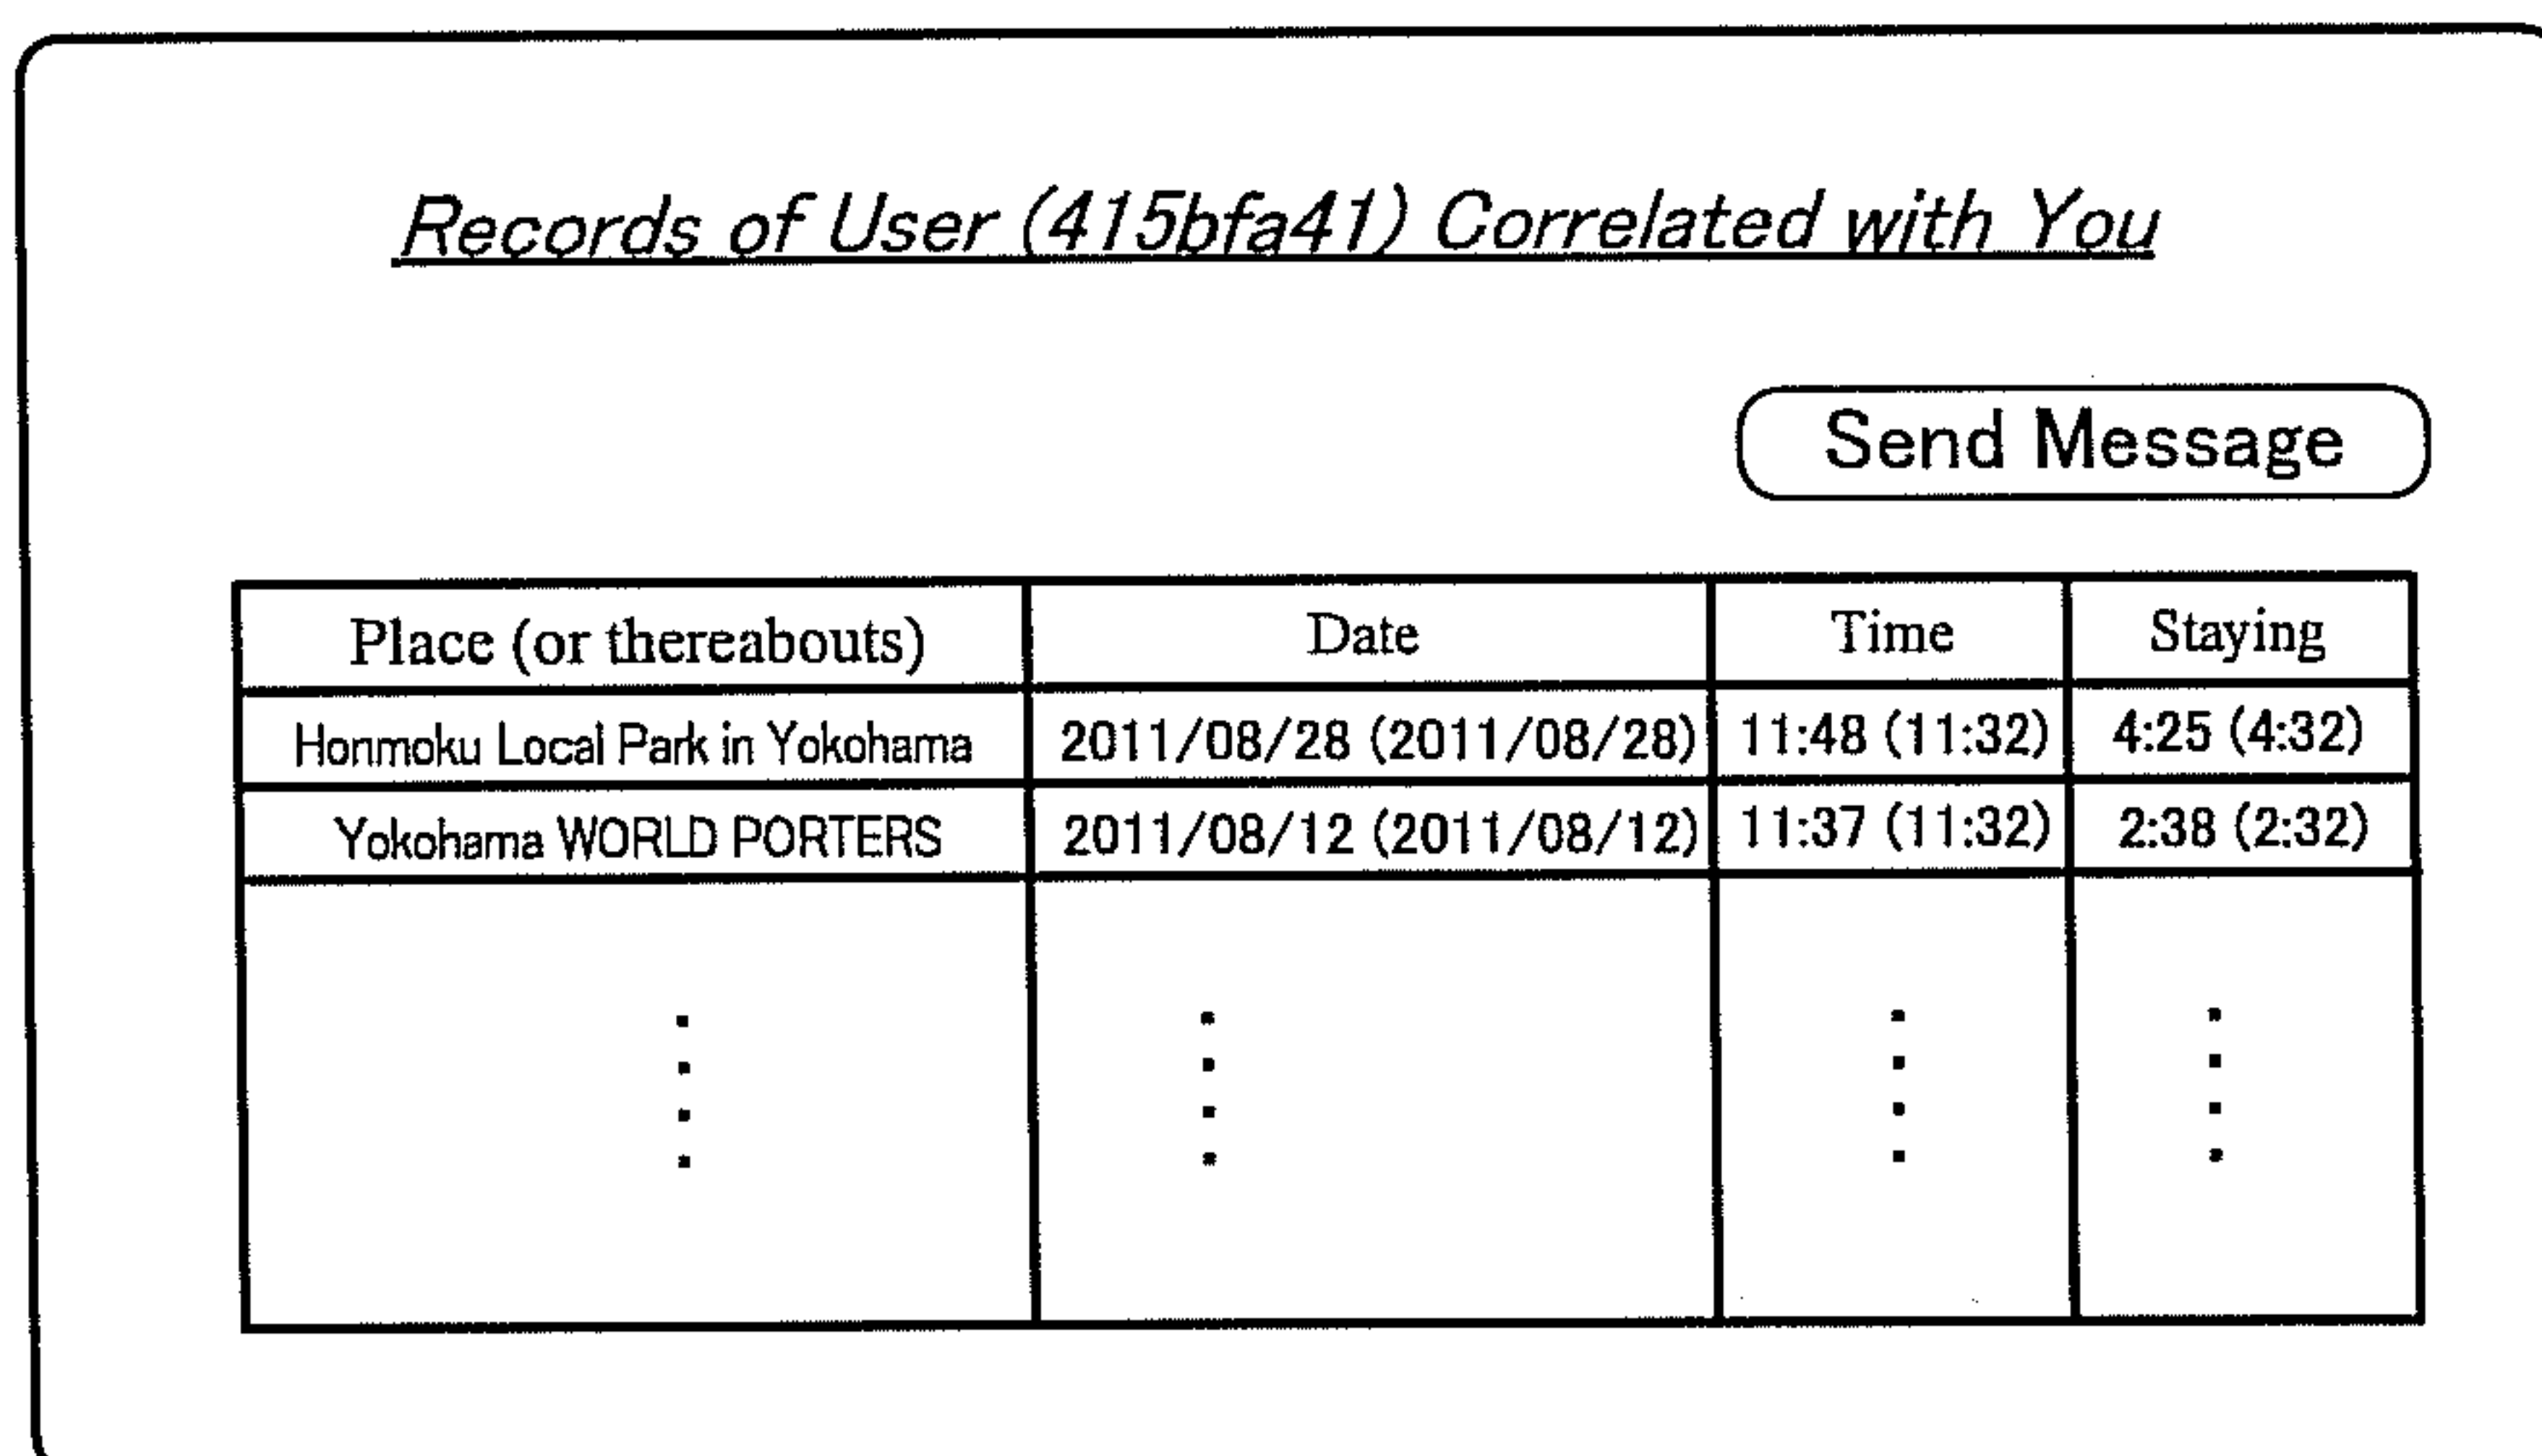 Records of User (415bfa41) Correlated with You
Send Message
Place (or thereabouts) Date Time Staying
Honmoku Local Park in Yokohama 2011/08/28 (2011/08/28) 11:48 (11:32) 4:25 (4:32)
Yokohama WORLD PORTERS 2011/08/12 (2011/08/12) 11:37 (11:32) 2:38 (2:32)